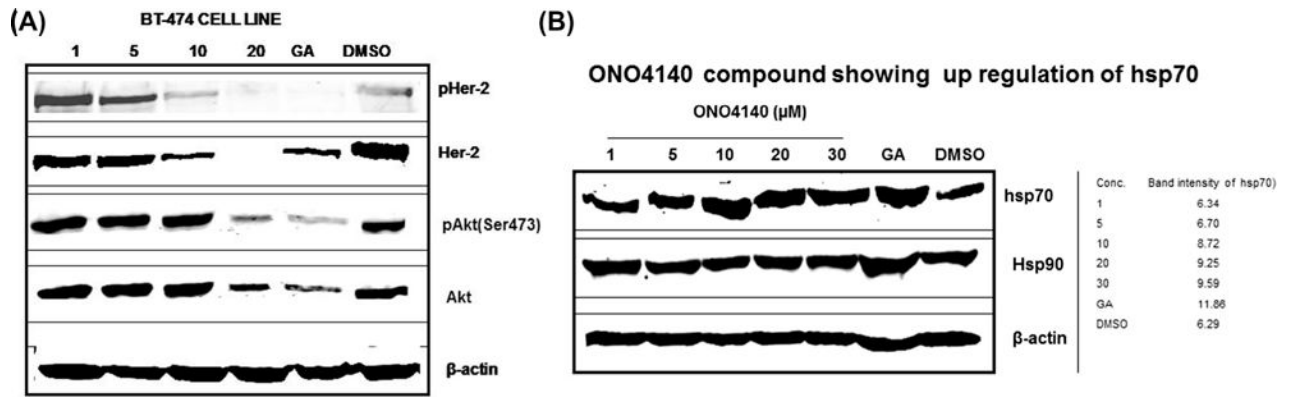 (A)
BT-474 CELL LINE
1 5 10 20 GA DMSO
pHer-2
Her-2
pAkt(Ser473)
Akt
β-actin
(B)
ONO4140 compound showing up regulation of hsp70
ONO4140 (µM)
1 5 10 20 30 GA DMSO
hsp70
Hsp90
β-actin
Conc. Band intensity of hsp70)
1 6.34
5 6.70
10 8.72
20 9.25
30 9.59
GA 11.86
DMSO 6.29